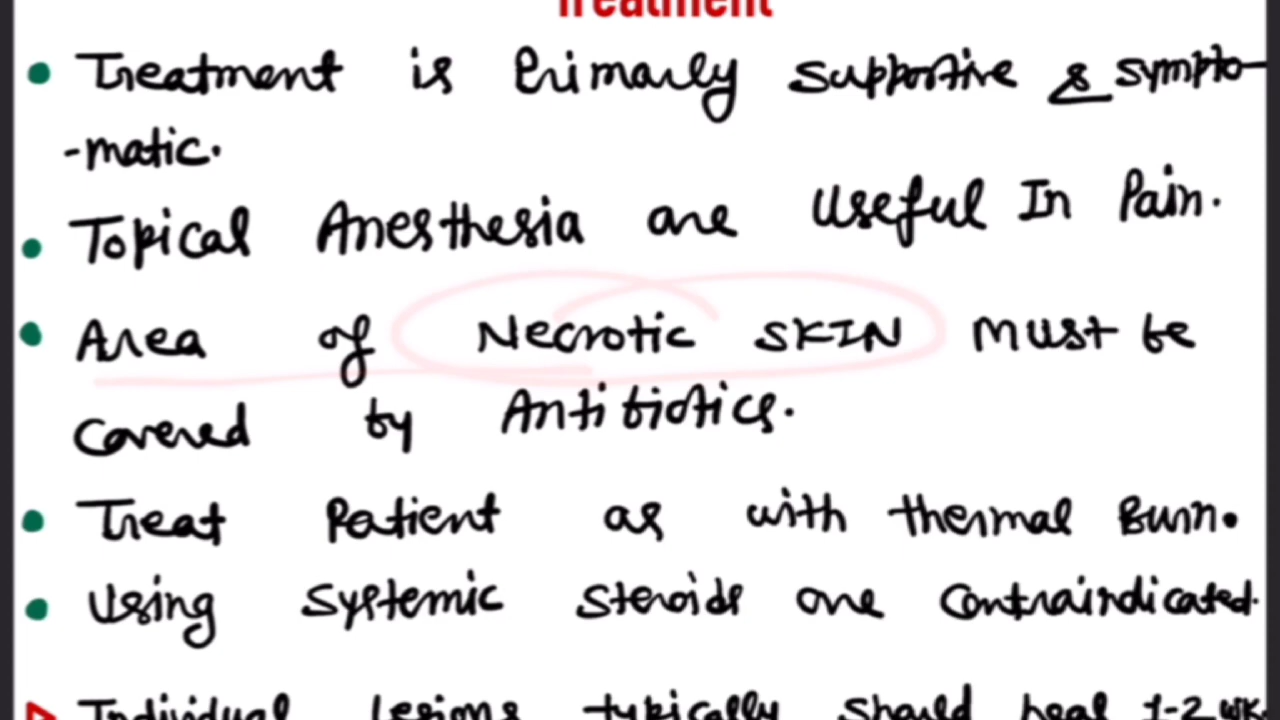 Treatment
Treatment is Primarly supportive & sympto-
-matic.
Topical Anesthesia are useful In Pain.
Area of Necrotic SKIN Must be
covered by Antibiotics.
Treat Patient as with thermal Burn.
Using Systemic Steroids are contraindicated.
Individual lesions typically should heal 1-2 WK.